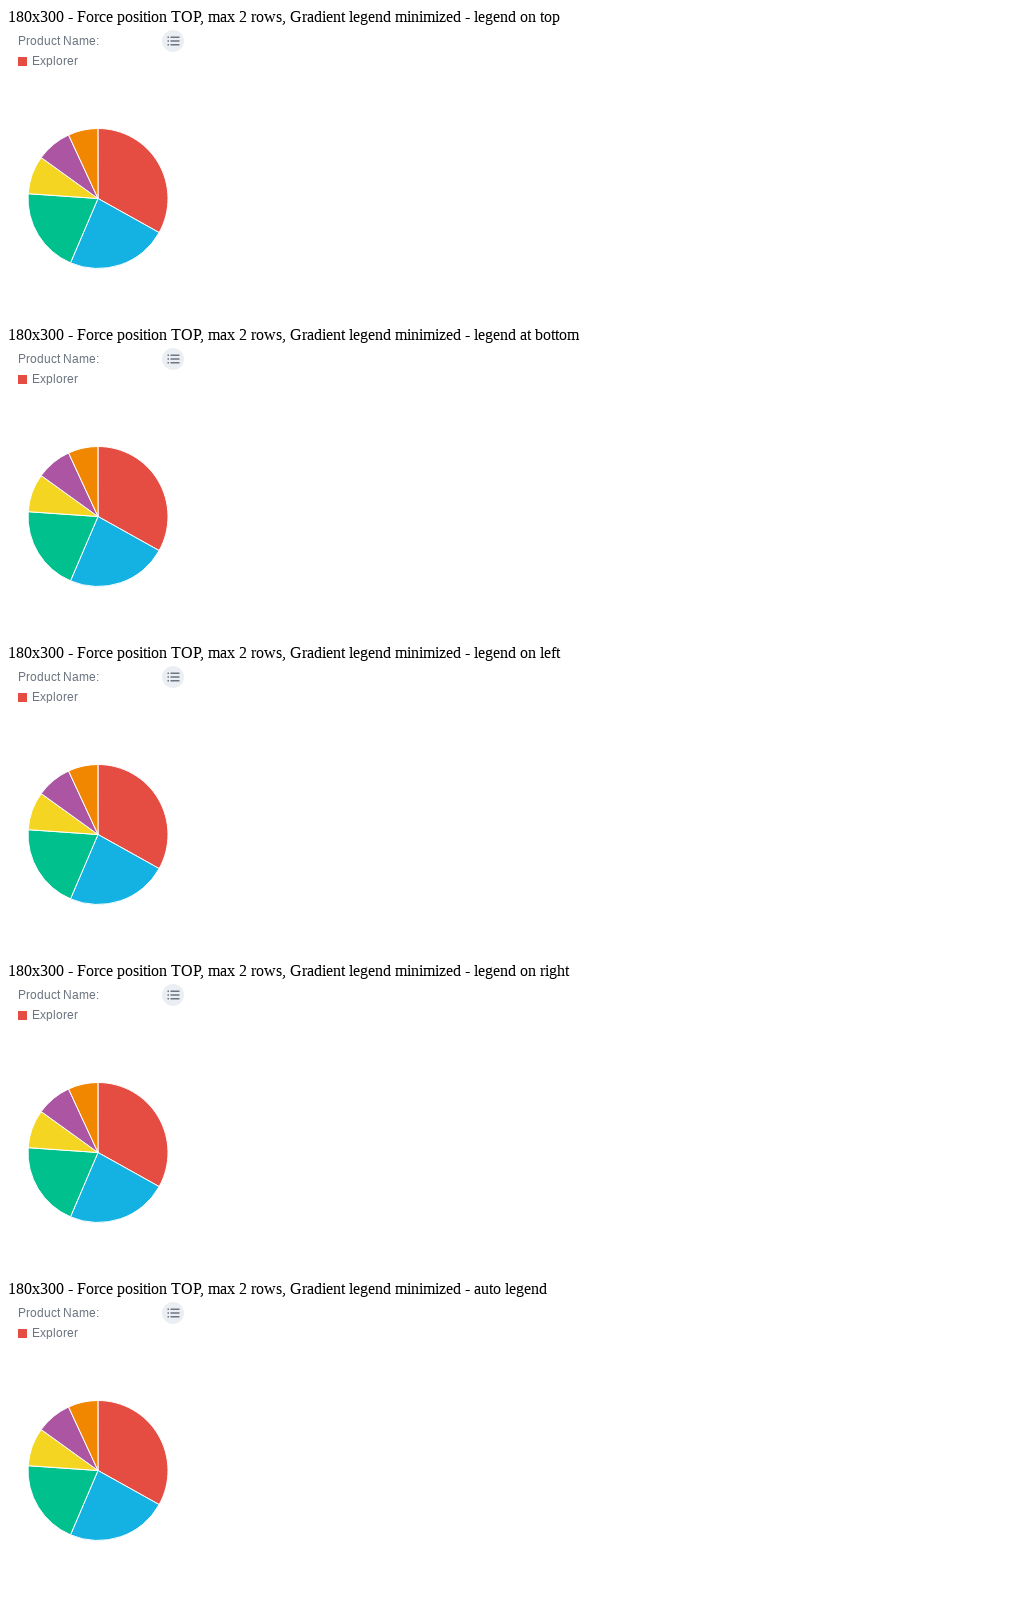 180x300 - Force position TOP, max 2 rows, Gradient legend minimized - legend on top
Product Name:
Explorer
180x300 - Force position TOP, max 2 rows, Gradient legend minimized - legend at bottom
Product Name:
Explorer
180x300 - Force position TOP, max 2 rows, Gradient legend minimized - legend on left
Product Name:
Explorer
180x300 - Force position TOP, max 2 rows, Gradient legend minimized - legend on right
Product Name:
Explorer
180x300 - Force position TOP, max 2 rows, Gradient legend minimized - auto legend
Product Name:
Explorer